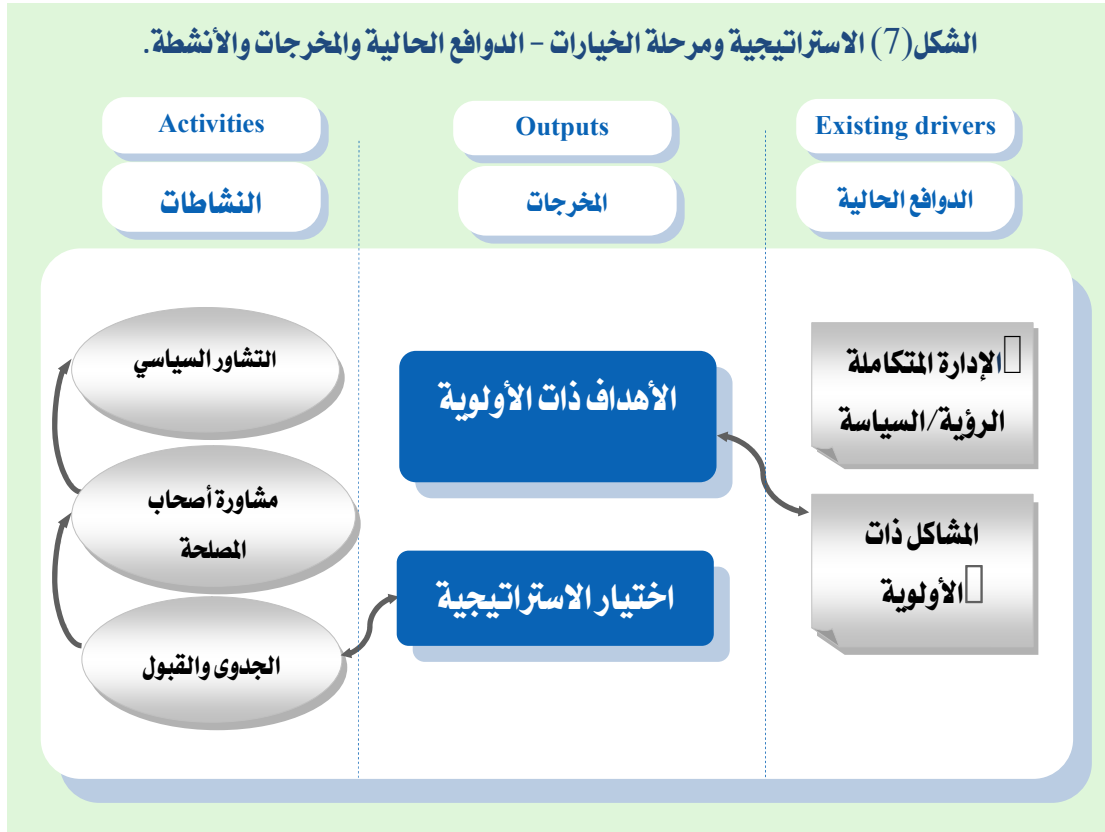 الشكل(7) الاستراتيجية ومرحلة الخيارات – الدوافع الحالية والمخرجات والأنشطة.
Existing drivers
الدوافع الحالية
Outputs
المخرجات
Activities
النشاطات
الإدارة المتكاملة
الرؤية/السياسة
المشاكل ذات
الأولوية
الأهداف ذات الأولوية
اختيار الاستراتيجية
التشاور السياسي
مشاورة أصحاب
المصلحة
الجدوى والقبول